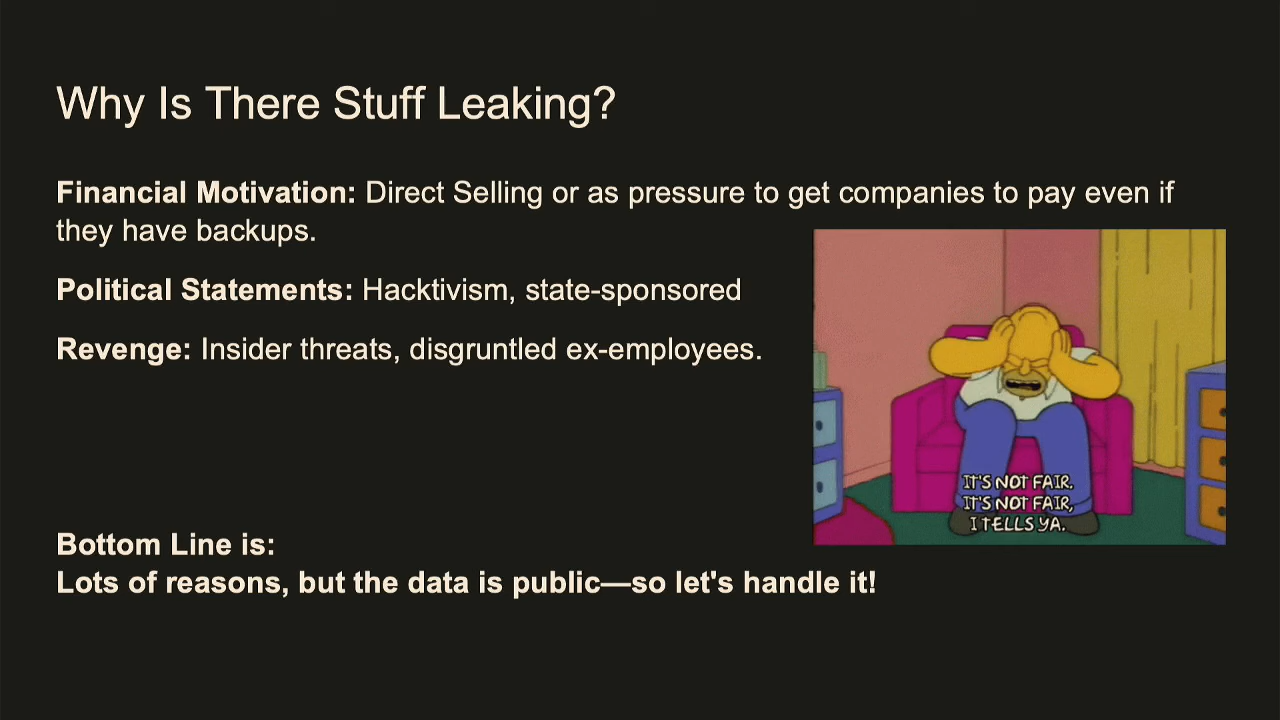 Why Is There Stuff Leaking?
Financial Motivation: Direct Selling or as pressure to get companies to pay even if
they have backups.
Political Statements: Hacktivism, state-sponsored
Revenge: Insider threats, disgruntled ex-employees.
IT'S NOT FAIR.
IT'S NOT FAIR,
I TELLS YA.
Bottom Line is:
Lots of reasons, but the data is public—so let's handle it!